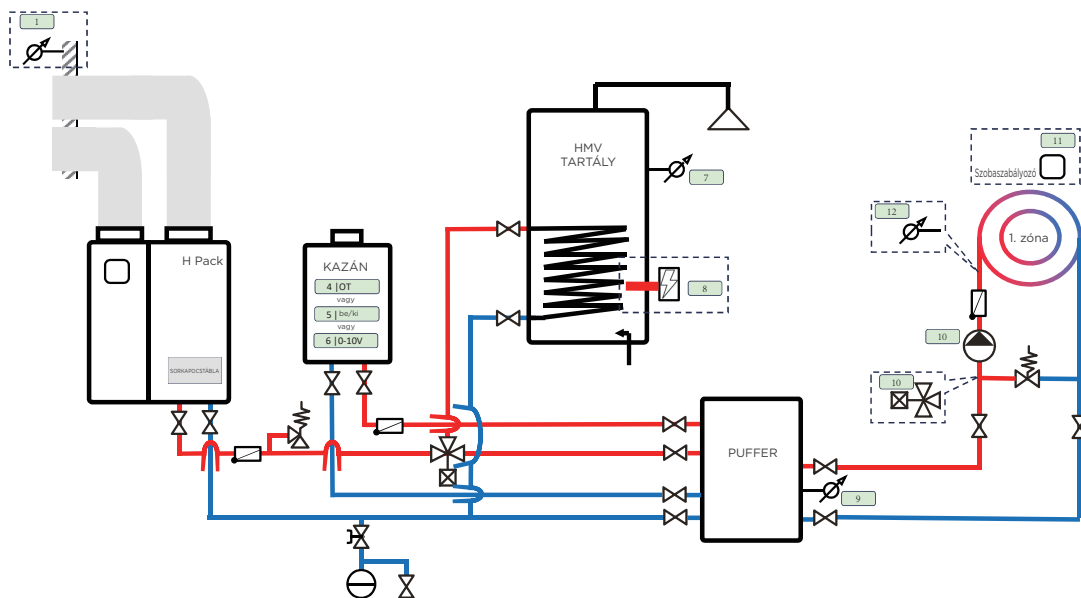 1
H Pack
SORKAPOCSTÁBLA
KAZÁN
4 |OT
vagy
5 | be/ki
vagy
6 |0-10V
HMV
TARTÁLY
7
8
PUFFER
9
10
10
11
Szobaszabályozó
12
1. zóna